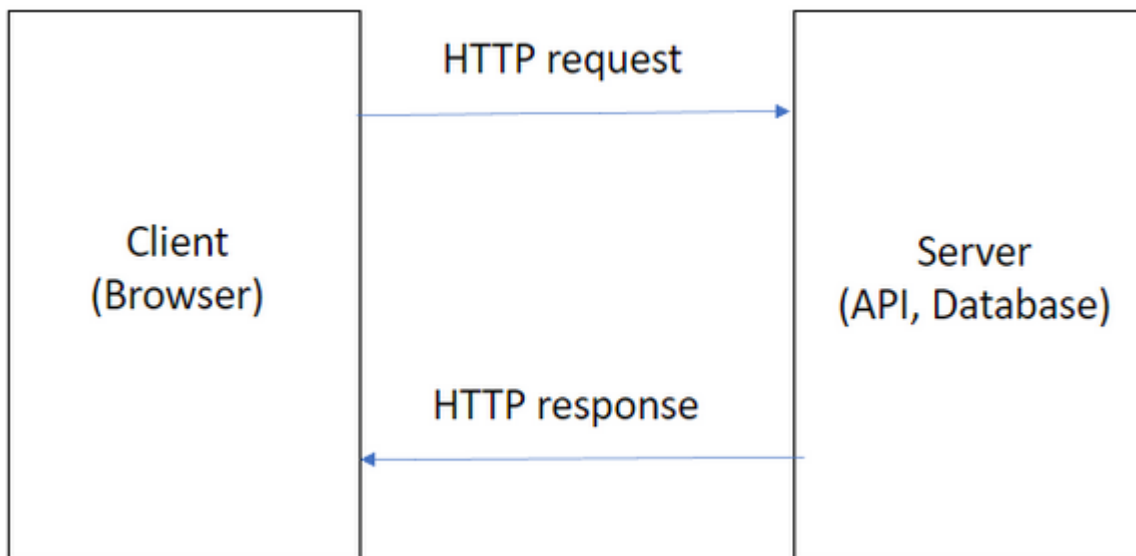 HTTP request
Client
(Browser)
Server
(API, Database)
HTTP response